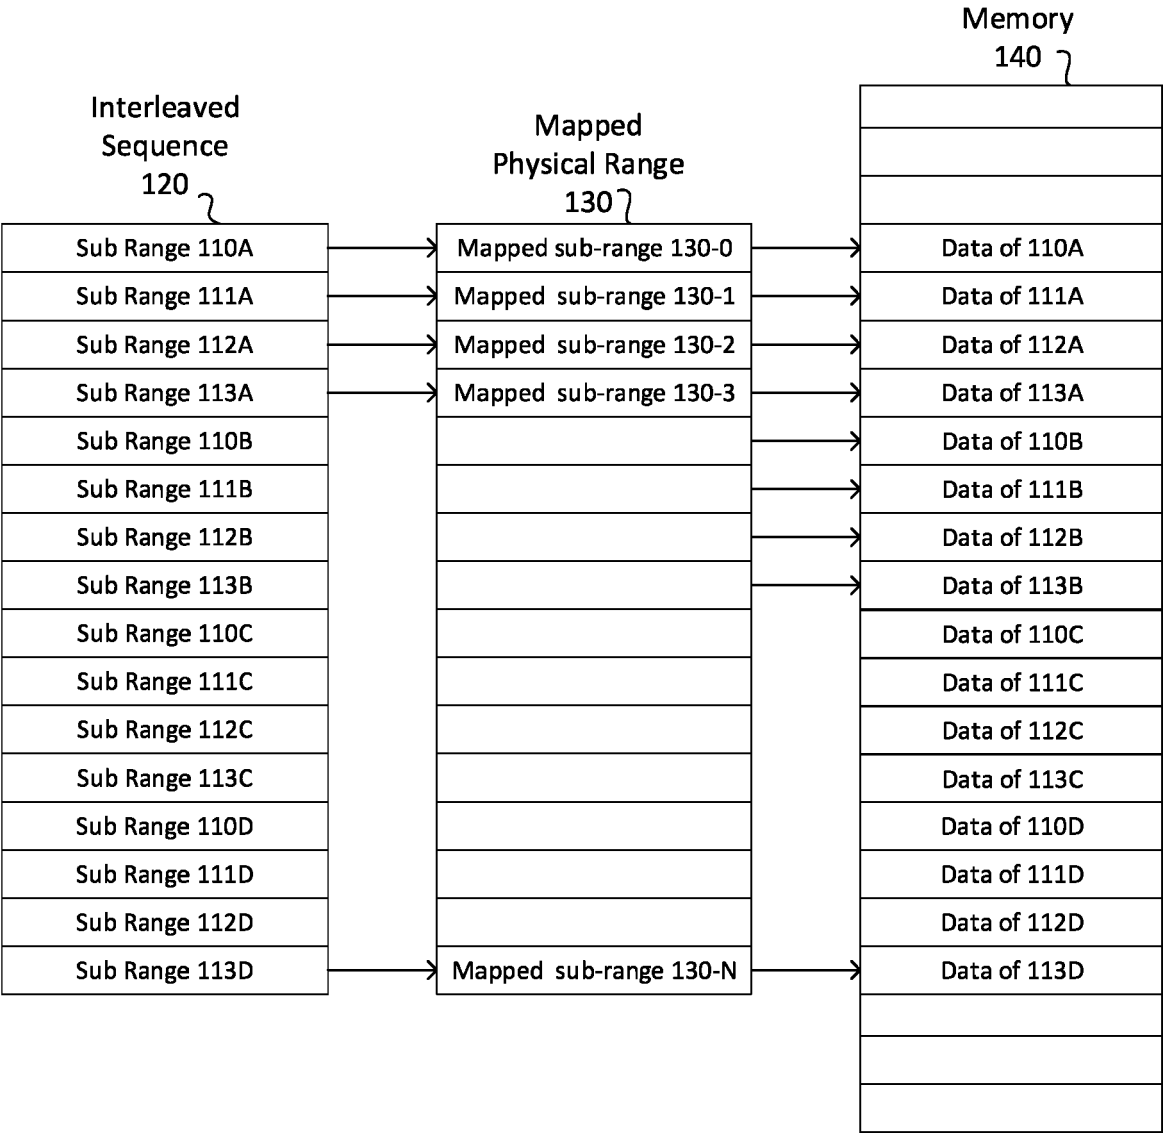 Memory
140
Interleaved
Sequence
120
Mapped
Physical Range
130
Sub Range 110A
Mapped sub-range 130-0
Data of 110A
Sub Range 111A
Mapped sub-range 130-1
Data of 111A
Sub Range 112A
Mapped sub-range 130-2
Data of 112A
Sub Range 113A
Mapped sub-range 130-3
Data of 113A
Sub Range 110B
Data of 110B
Sub Range 111B
Data of 111B
Sub Range 112B
Data of 112B
Sub Range 113B
Data of 113B
Sub Range 110C
Data of 110C
Sub Range 111C
Data of 111C
Sub Range 112C
Data of 112C
Sub Range 113C
Data of 113C
Sub Range 110D
Data of 110D
Sub Range 111D
Data of 111D
Sub Range 112D
Data of 112D
Sub Range 113D
Mapped sub-range 130-N
Data of 113D